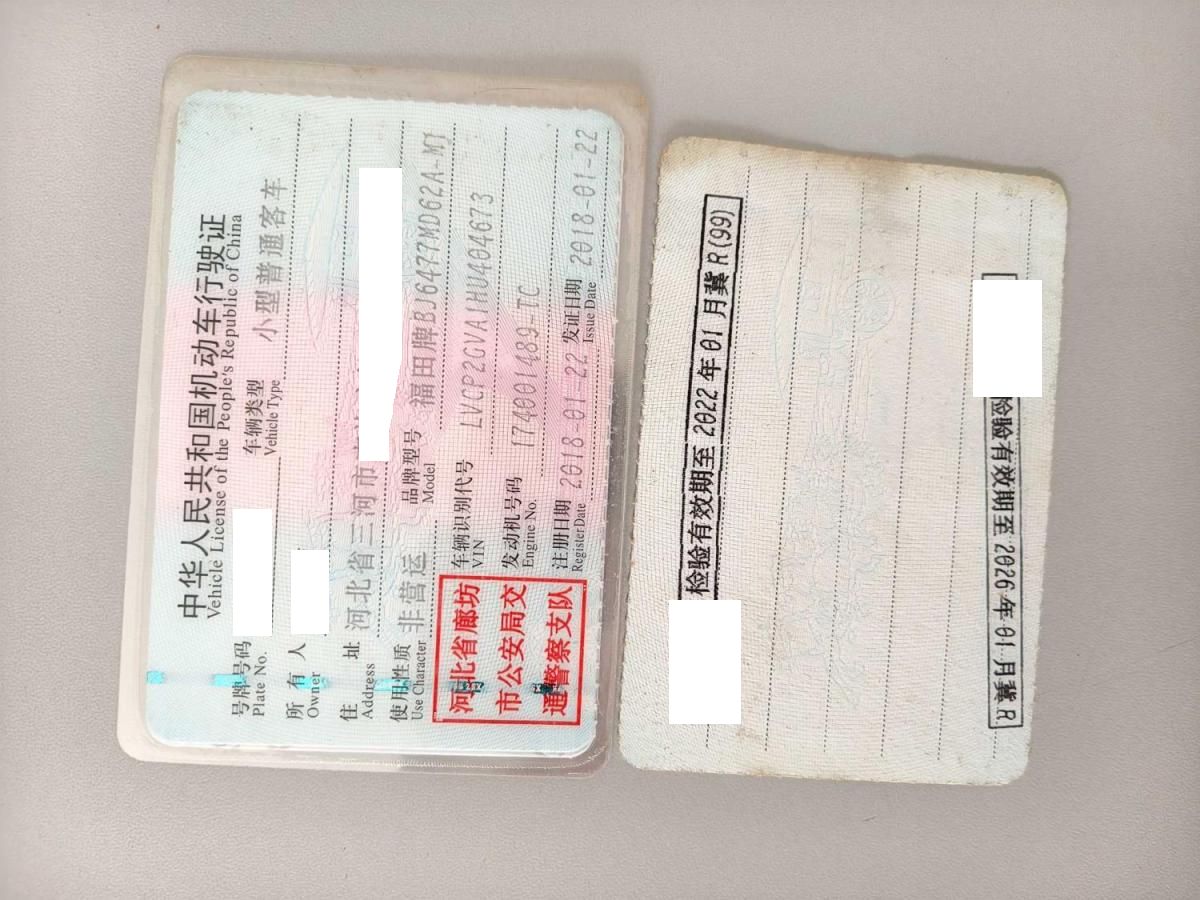 中华人民共和国机动车行驶证
Vehicle License of the People's Republic of China
号牌号码 车辆类型 小型普通客车
Plate No. Vehicle Type
所有人
Owner
住址 河北省三河市
Address
使用性质 非营运 品牌型号 福田牌BJ6477MD62A-M1
Use Character Model
河北省廊坊
市公安局交
通警察支队
车辆识别代号 LVCP2GVA1HU404673
VIN
发动机号码 174001489-TC
Engine No.
注册日期 2018-01-22 发证日期 2018-01-22
Register Date Issue Date
检验有效期至2022年01月冀R(99)
检验有效期至2026年01月冀R